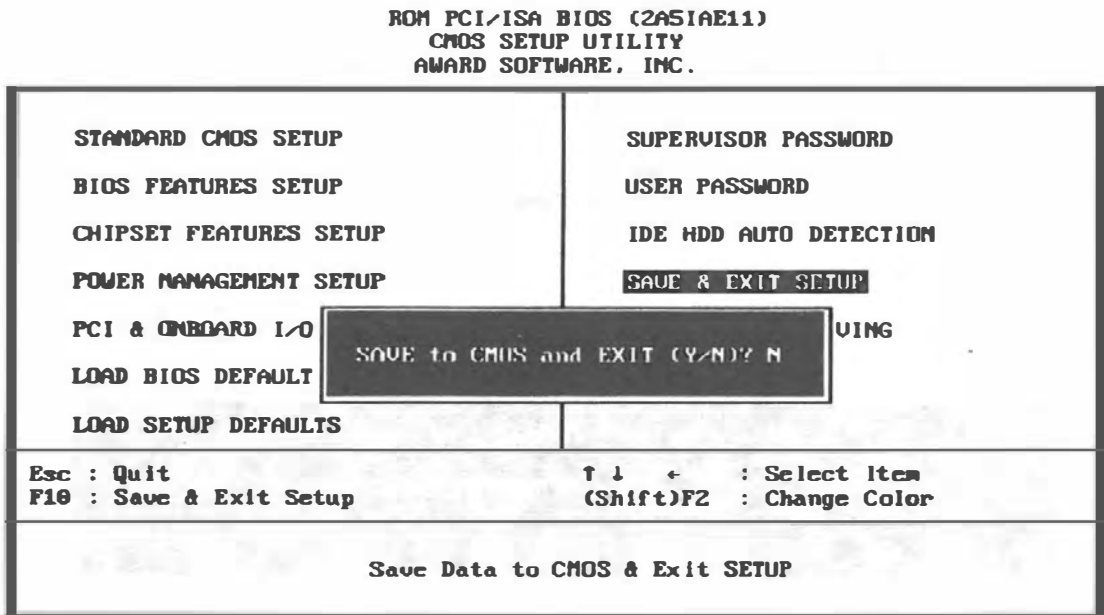 ROM PCI/ISA BIOS (2A5IAE11)
CMOS SETUP UTILITY
AWARD SOFTWARE, INC.
STANDARD CMOS SETUP
BIOS FEATURES SETUP
CHIPSET FEATURES SETUP
POWER MANAGEMENT SETUP
PCI & ONBOARD I/O
LOAD BIOS DEFAULT
LOAD SETUP DEFAULTS
SUPERVISOR PASSWORD
USER PASSWORD
IDE HDD AUTO DETECTION
SAVE & EXIT SETUP
VING
SAVE to CMOS and EXIT (Y/N)? N
Esc : Quit
F10 : Save & Exit Setup
↑ ↓ ← : Select Item
(Shift)F2 : Change Color
Save Data to CMOS & Exit SETUP